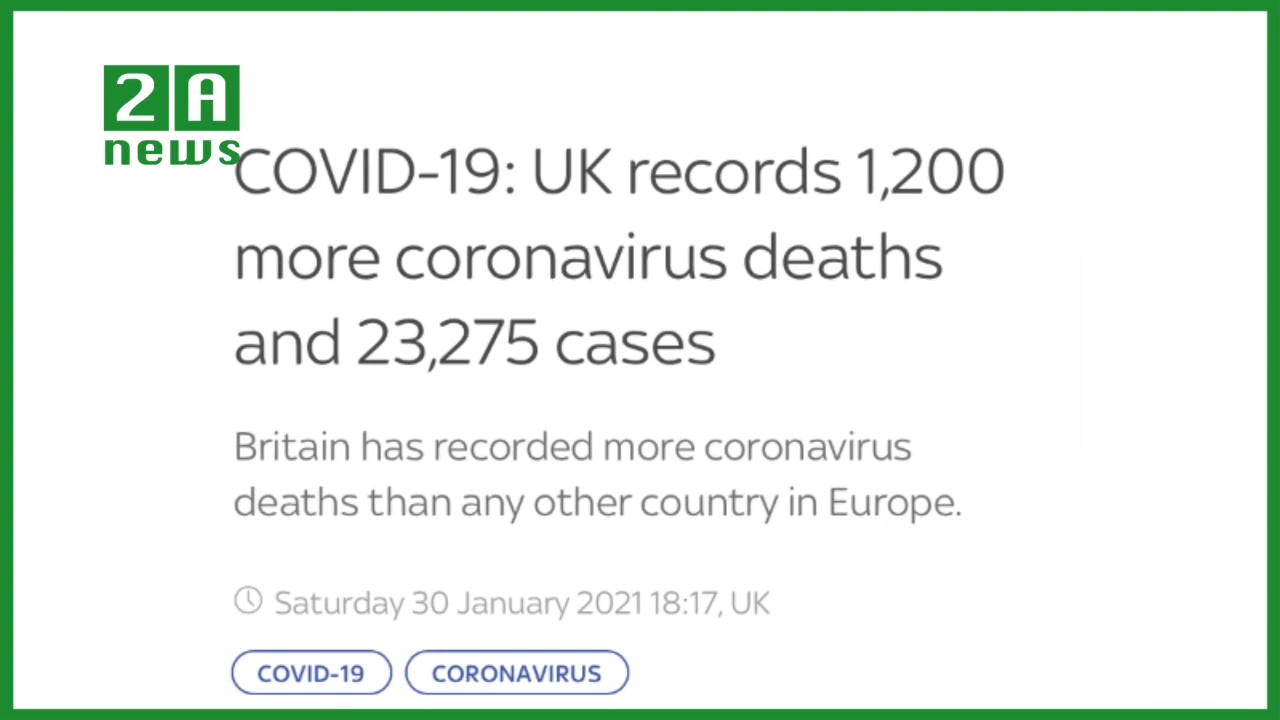 2A
news
COVID-19: UK records 1,200
more coronavirus deaths
and 23,275 cases
Britain has recorded more coronavirus
deaths than any other country in Europe.
Saturday 30 January 2021 18:17, UK
COVID-19
CORONAVIRUS